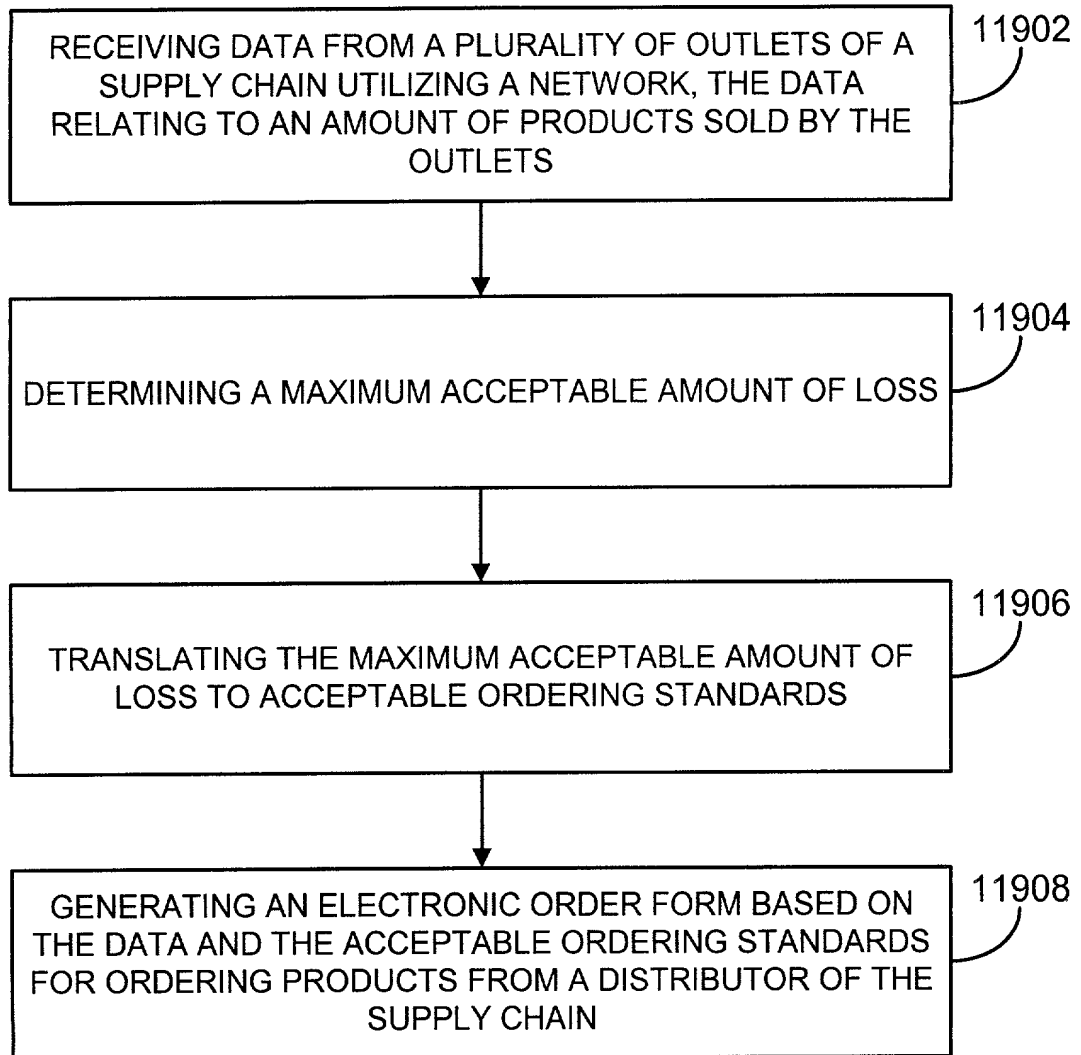 RECEIVING DATA FROM A PLURALITY OF OUTLETS OF A
SUPPLY CHAIN UTILIZING A NETWORK, THE DATA
RELATING TO AN AMOUNT OF PRODUCTS SOLD BY THE
OUTLETS
11902
DETERMINING A MAXIMUM ACCEPTABLE AMOUNT OF LOSS
11904
TRANSLATING THE MAXIMUM ACCEPTABLE AMOUNT OF
LOSS TO ACCEPTABLE ORDERING STANDARDS
11906
GENERATING AN ELECTRONIC ORDER FORM BASED ON
THE DATA AND THE ACCEPTABLE ORDERING STANDARDS
FOR ORDERING PRODUCTS FROM A DISTRIBUTOR OF THE
SUPPLY CHAIN
11908